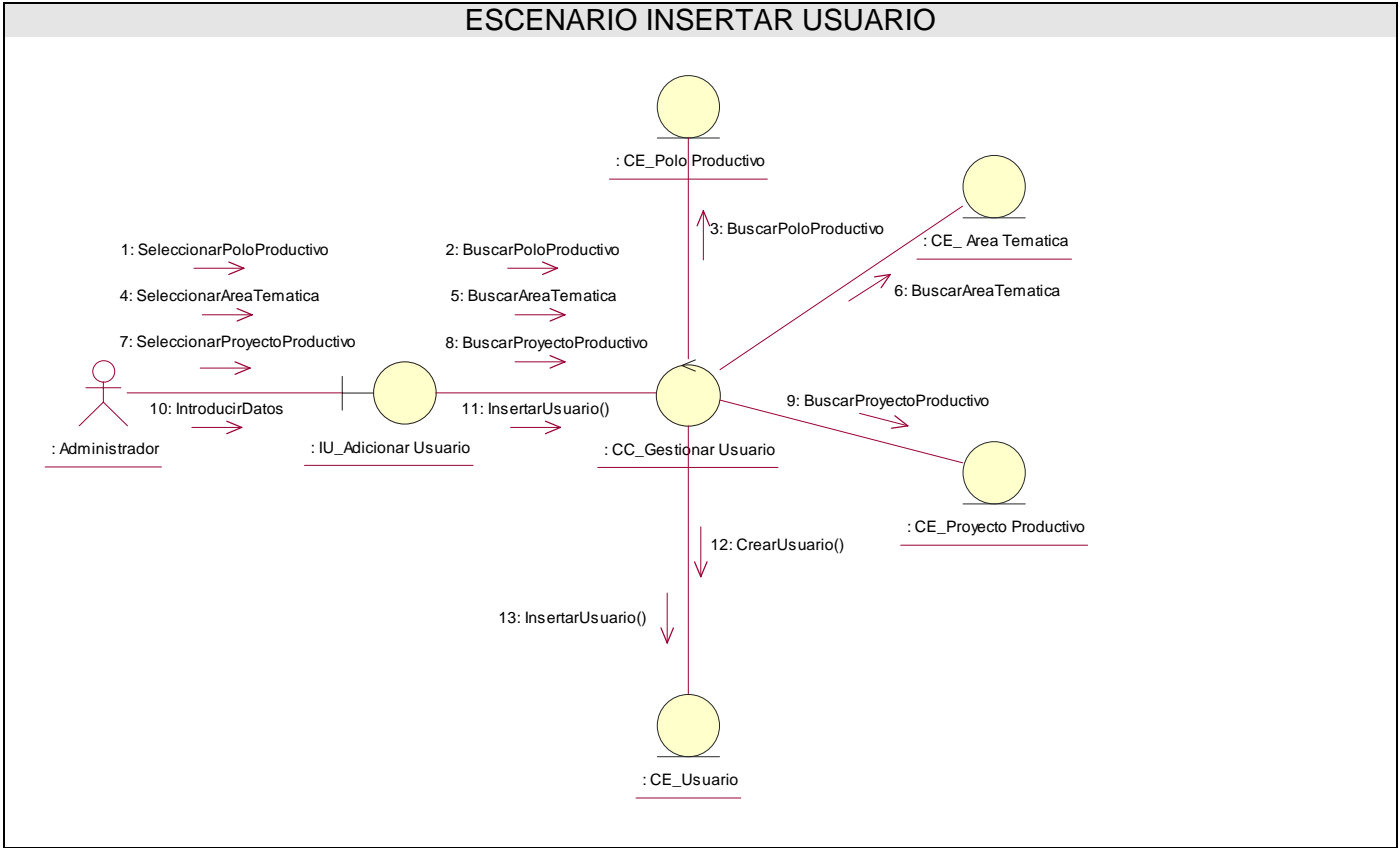 ESCENARIO INSERTAR USUARIO
: CE_Polo Productivo
3: BuscarPoloProductivo
: CE_ Area Tematica
6: BuscarAreaTematica
1: SeleccionarPoloProductivo
2: BuscarPoloProductivo
4: SeleccionarAreaTematica
5: BuscarAreaTematica
7: SeleccionarProyectoProductivo
8: BuscarProyectoProductivo
10: IntroducirDatos
11: InsertarUsuario()
9: BuscarProyectoProductivo
: Administrador
: IU_Adicionar Usuario
: CC_Gestionar Usuario
: CE_Proyecto Productivo
12: CrearUsuario()
13: InsertarUsuario()
: CE_Usuario